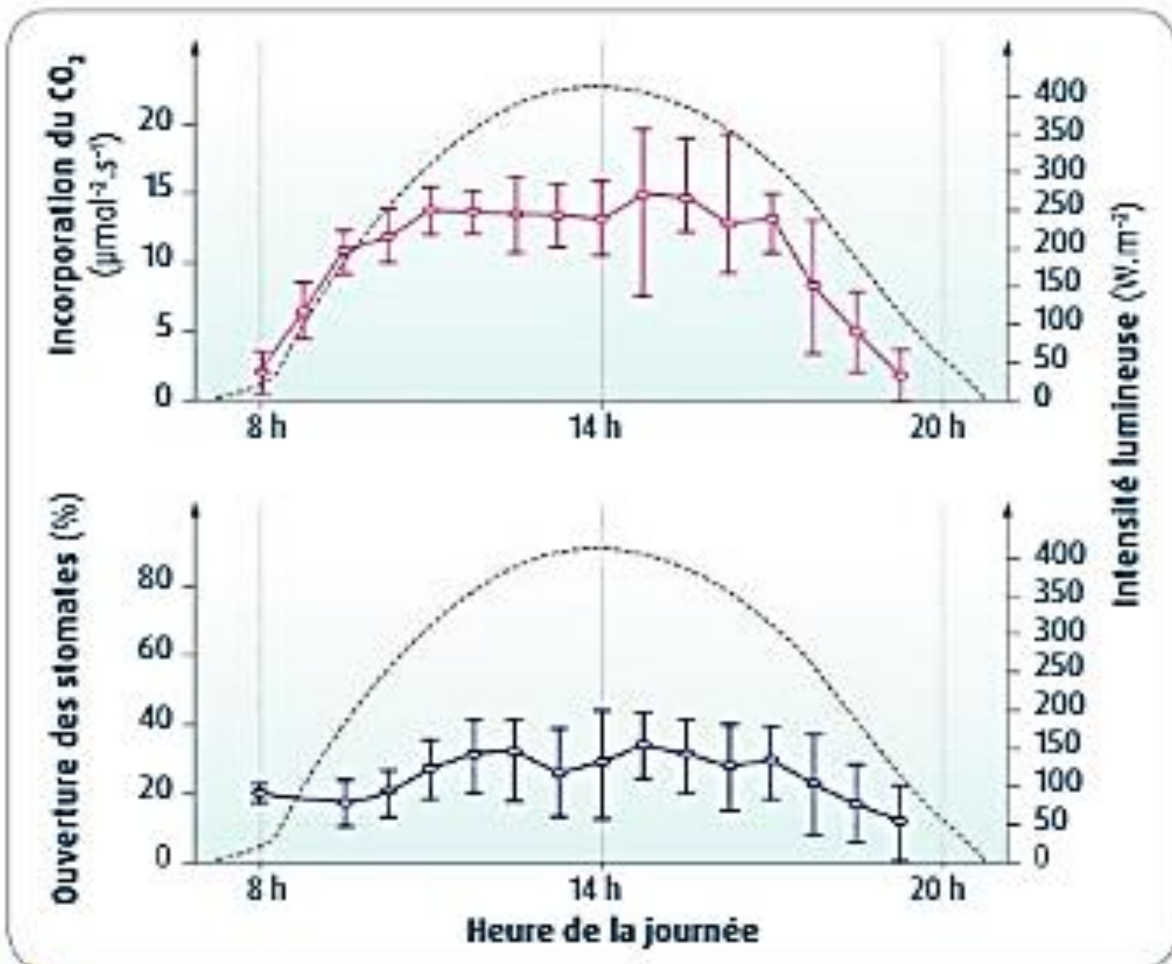 Incorporation du CO₂
(µmol⁻².s⁻¹)
20
15
10
5
0
400
350
300
250
200
150
100
50
0
8 h
14 h
20 h
Intensité lumineuse (W.m⁻²)
Ouverture des stomates (%)
80
60
40
20
0
400
350
300
250
200
150
100
50
0
8 h
14 h
20 h
Heure de la journée